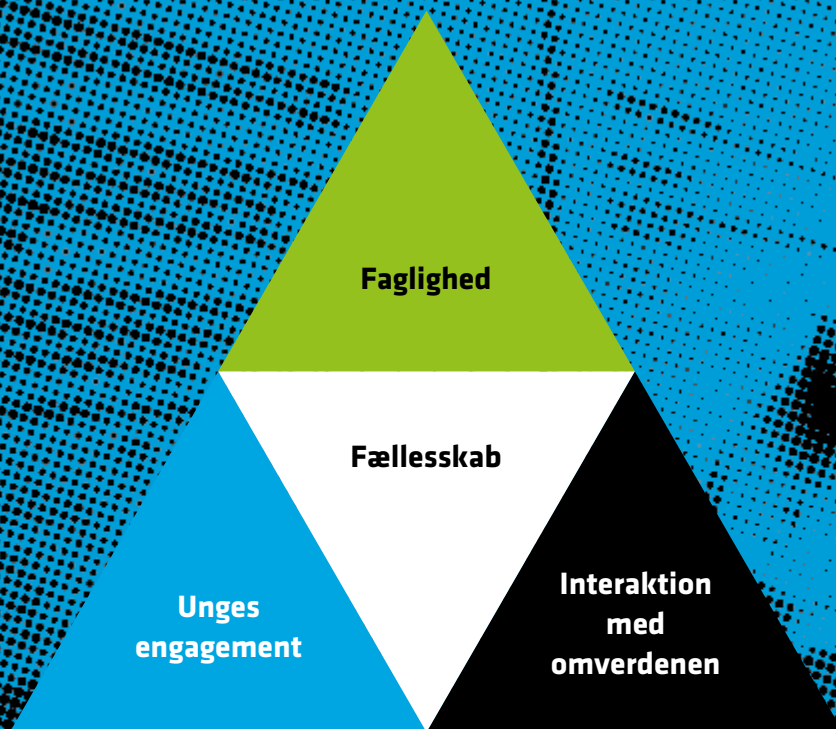 Faglighed
Fællesskab
Unges
engagement
Interaktion
med
omverdenen